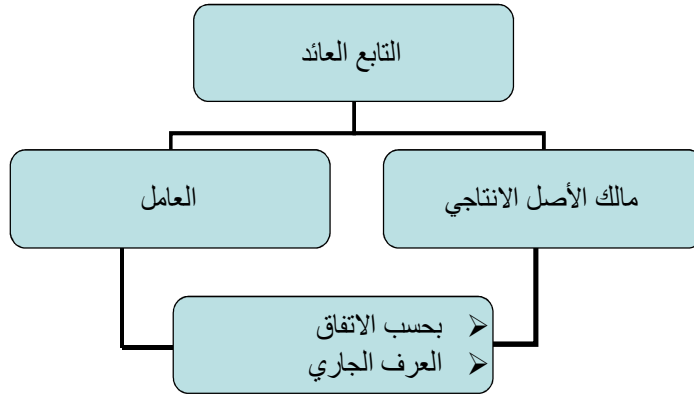 التابع العائد
مالك الأصل الانتاجي
العامل
بحسب الاتفاق
العرف الجاري